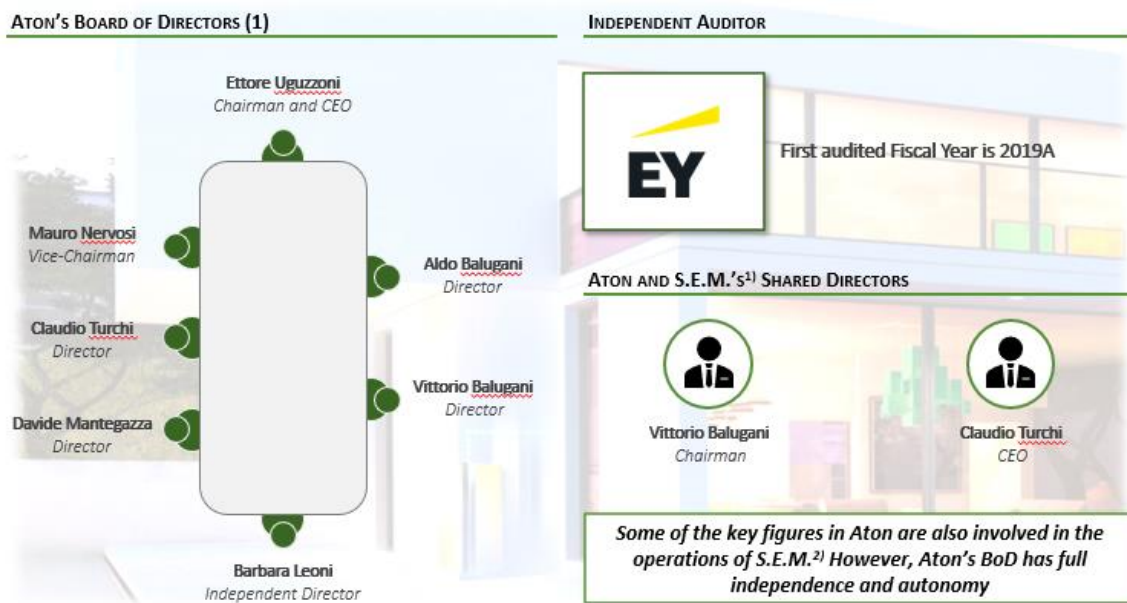 ATON'S BOARD OF DIRECTORS (1)
Ettore Uguzzoni
Chairman and CEO
Mauro Nervosi
Vice-Chairman
Claudio Turchi
Director
Davide Mantegazza
Director
Aldo Balugani
Director
Vittorio Balugani
Director
Barbara Leoni
Independent Director
INDEPENDENT AUDITOR
EY
First audited Fiscal Year is 2019A
ATON AND S.E.M.'S1) SHARED DIRECTORS
Vittorio Balugani
Chairman
Claudio Turchi
CEO
Some of the key figures in Aton are also involved in the
operations of S.E.M.2) However, Aton's BoD has full
independence and autonomy